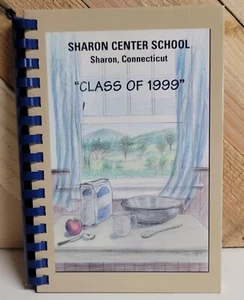 SHARON CENTER SCHOOL
Sharon, Connecticut
"CLASS OF 1999"